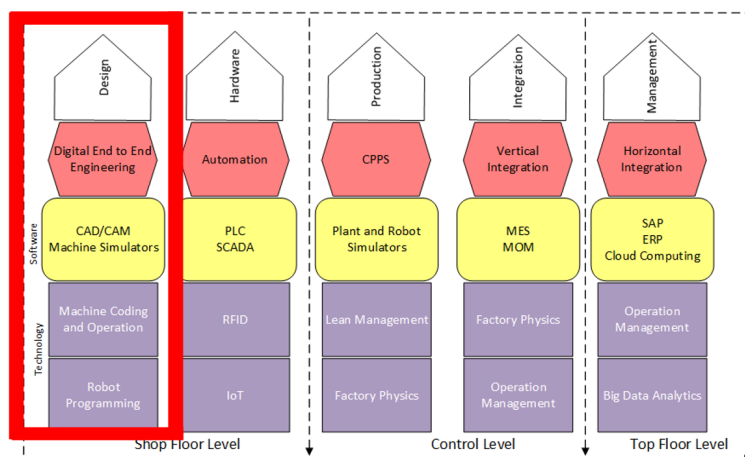 Design
Hardware
Production
Integration
Management
Digital End to End
Engineering
Automation
CPPS
Vertical
Integration
Horizontal
Integration
Software
CAD/CAM
Machine Simulators
PLC
SCADA
Plant and Robot
Simulators
MES
MOM
SAP
ERP
Cloud Computing
Technology
Machine Coding
and Operation
RFID
Lean Management
Factory Physics
Operation
Management
Robot
Programming
IoT
Factory Physics
Operation
Management
Big Data Analytics
Shop Floor Level
Control Level
Top Floor Level